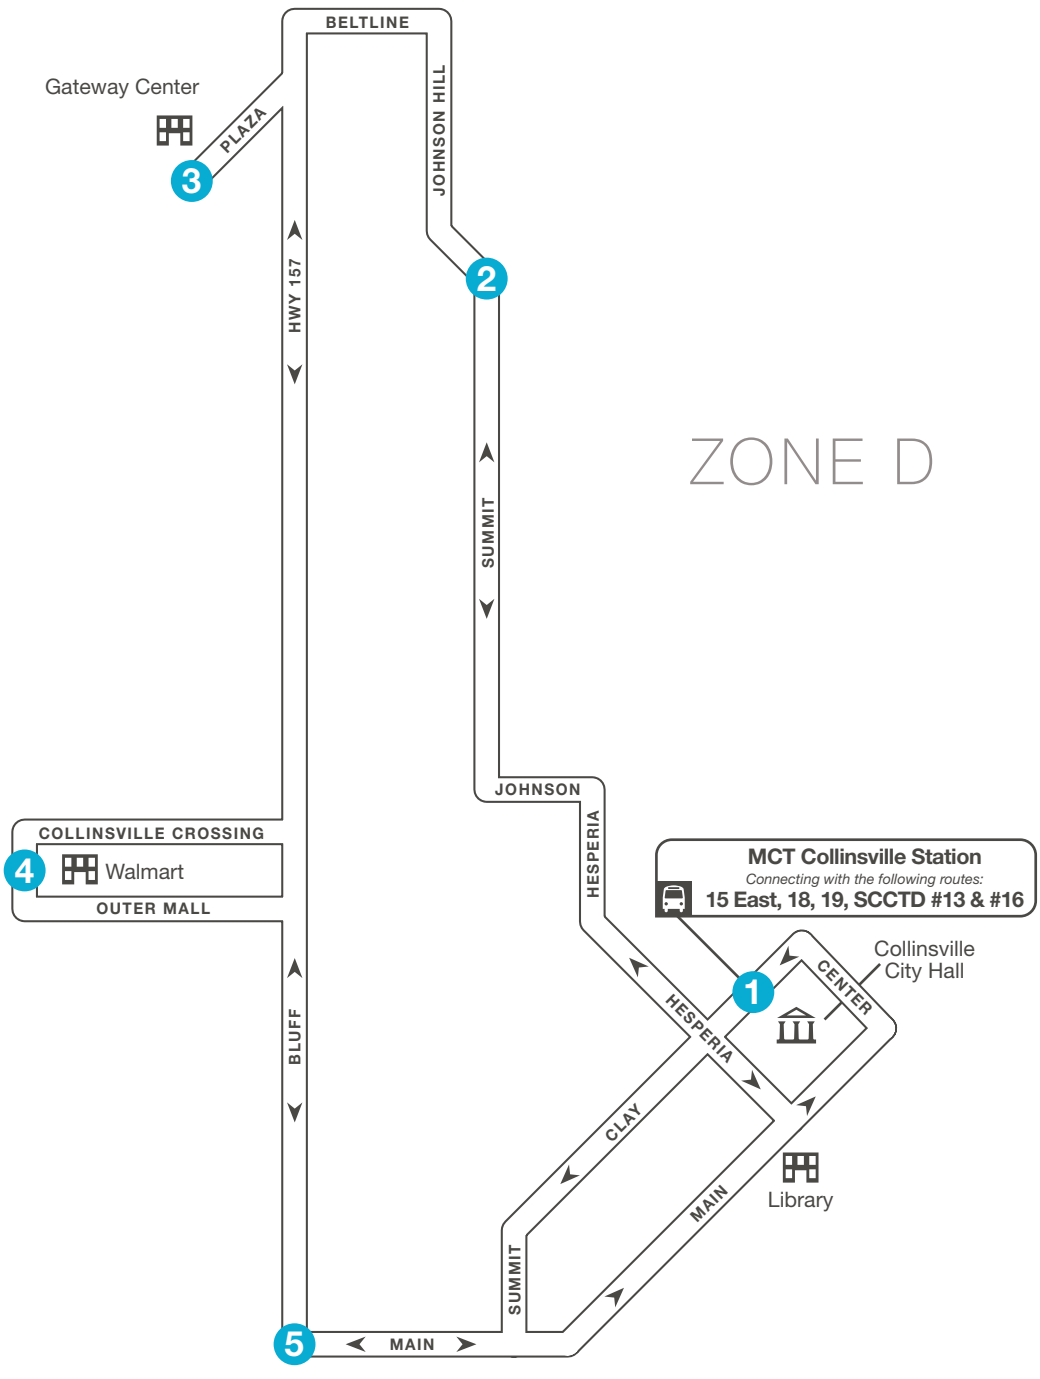 BELTLINE
Gateway Center
JOHNSON HILL
PLAZA
3
2
HWY 157
ZONE D
SUMMIT
JOHNSON
HESPERIA
COLLINSVILLE CROSSING
4
Walmart
OUTER MALL
MCT Collinsville Station
Connecting with the following routes:
15 East, 18, 19, SCCTD #13 & #16
Collinsville
City Hall
CENTER
1
HESPERIA
BLUFF
CLAY
Library
MAIN
SUMMIT
5
MAIN